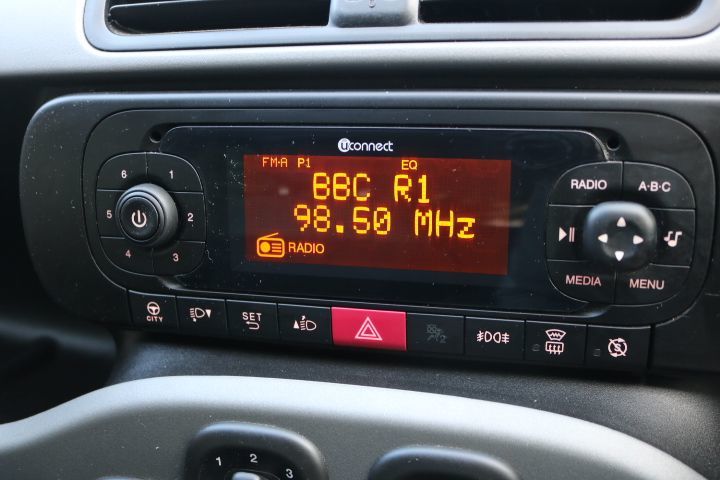 uconnect
FM-A P1 EQ
BBC R1
98.50 MHz
RADIO
6 1
5 2
4 3
RADIO A·B·C
MEDIA MENU
CITY
SET
2
1 2 3